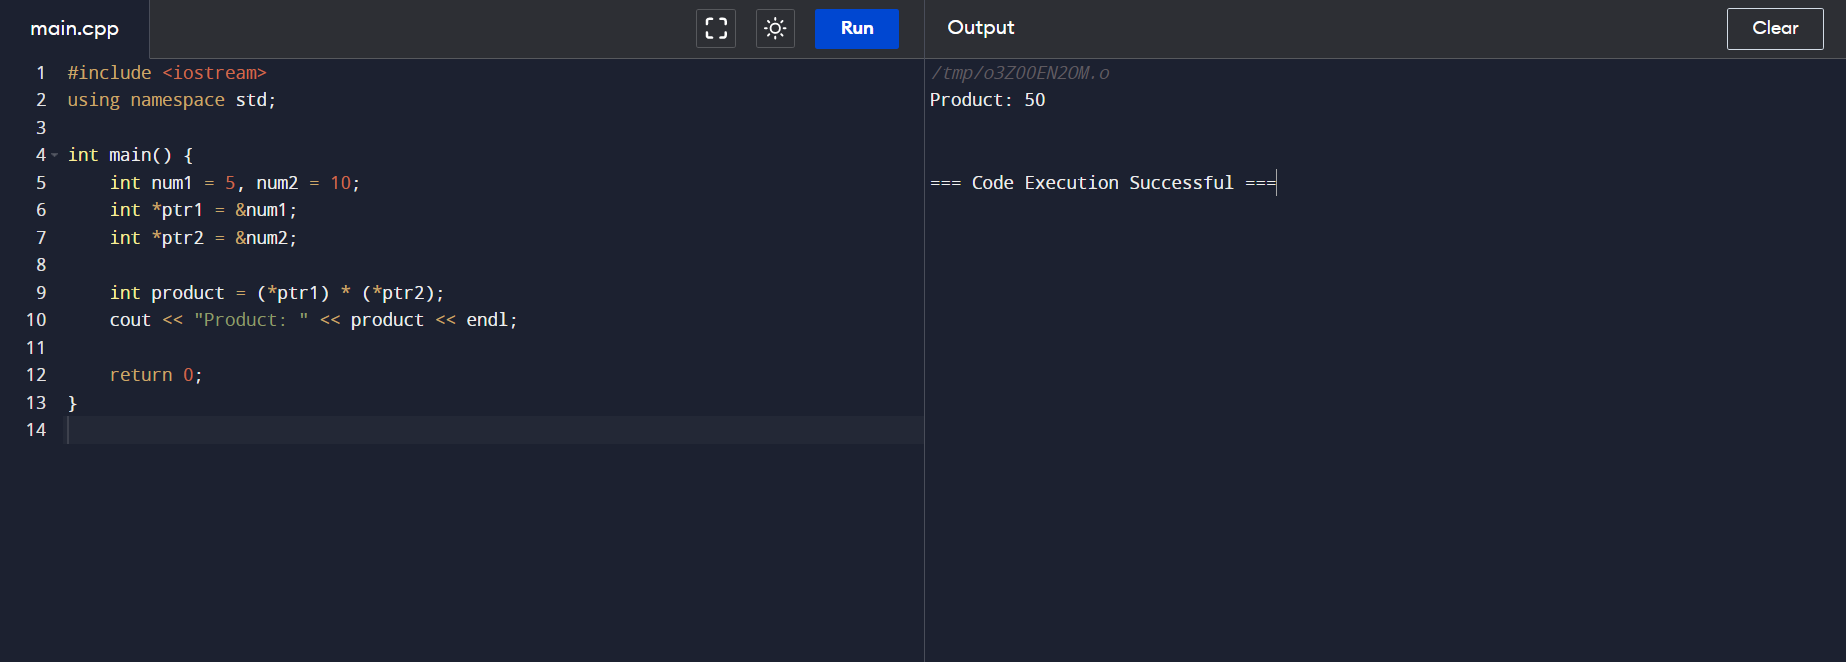 main.cpp
Run
1 #include <iostream>
2 using namespace std;
3
4 int main() {
5     int num1 = 5, num2 = 10;
6     int *ptr1 = &num1;
7     int *ptr2 = &num2;
8
9     int product = (*ptr1) * (*ptr2);
10     cout << "Product: " << product << endl;
11
12     return 0;
13 }
14
Output
Clear
/tmp/o3ZOOEN2OM.o
Product: 50
=== Code Execution Successful ===